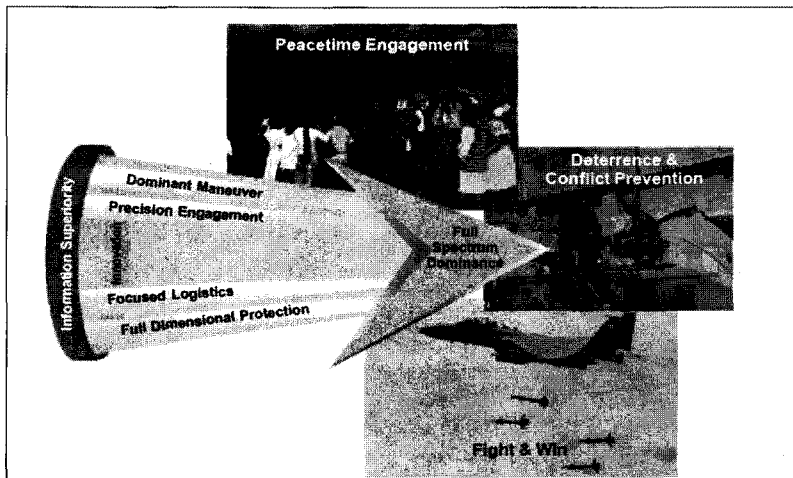 Peacetime Engagement
Deterrence &
Conflict Prevention
Information Superiority
Dominant Maneuver
Precision Engagement
Innovation
Focused Logistics
Full Dimensional Protection
Full
Spectrum
Dominance
Fight & Win